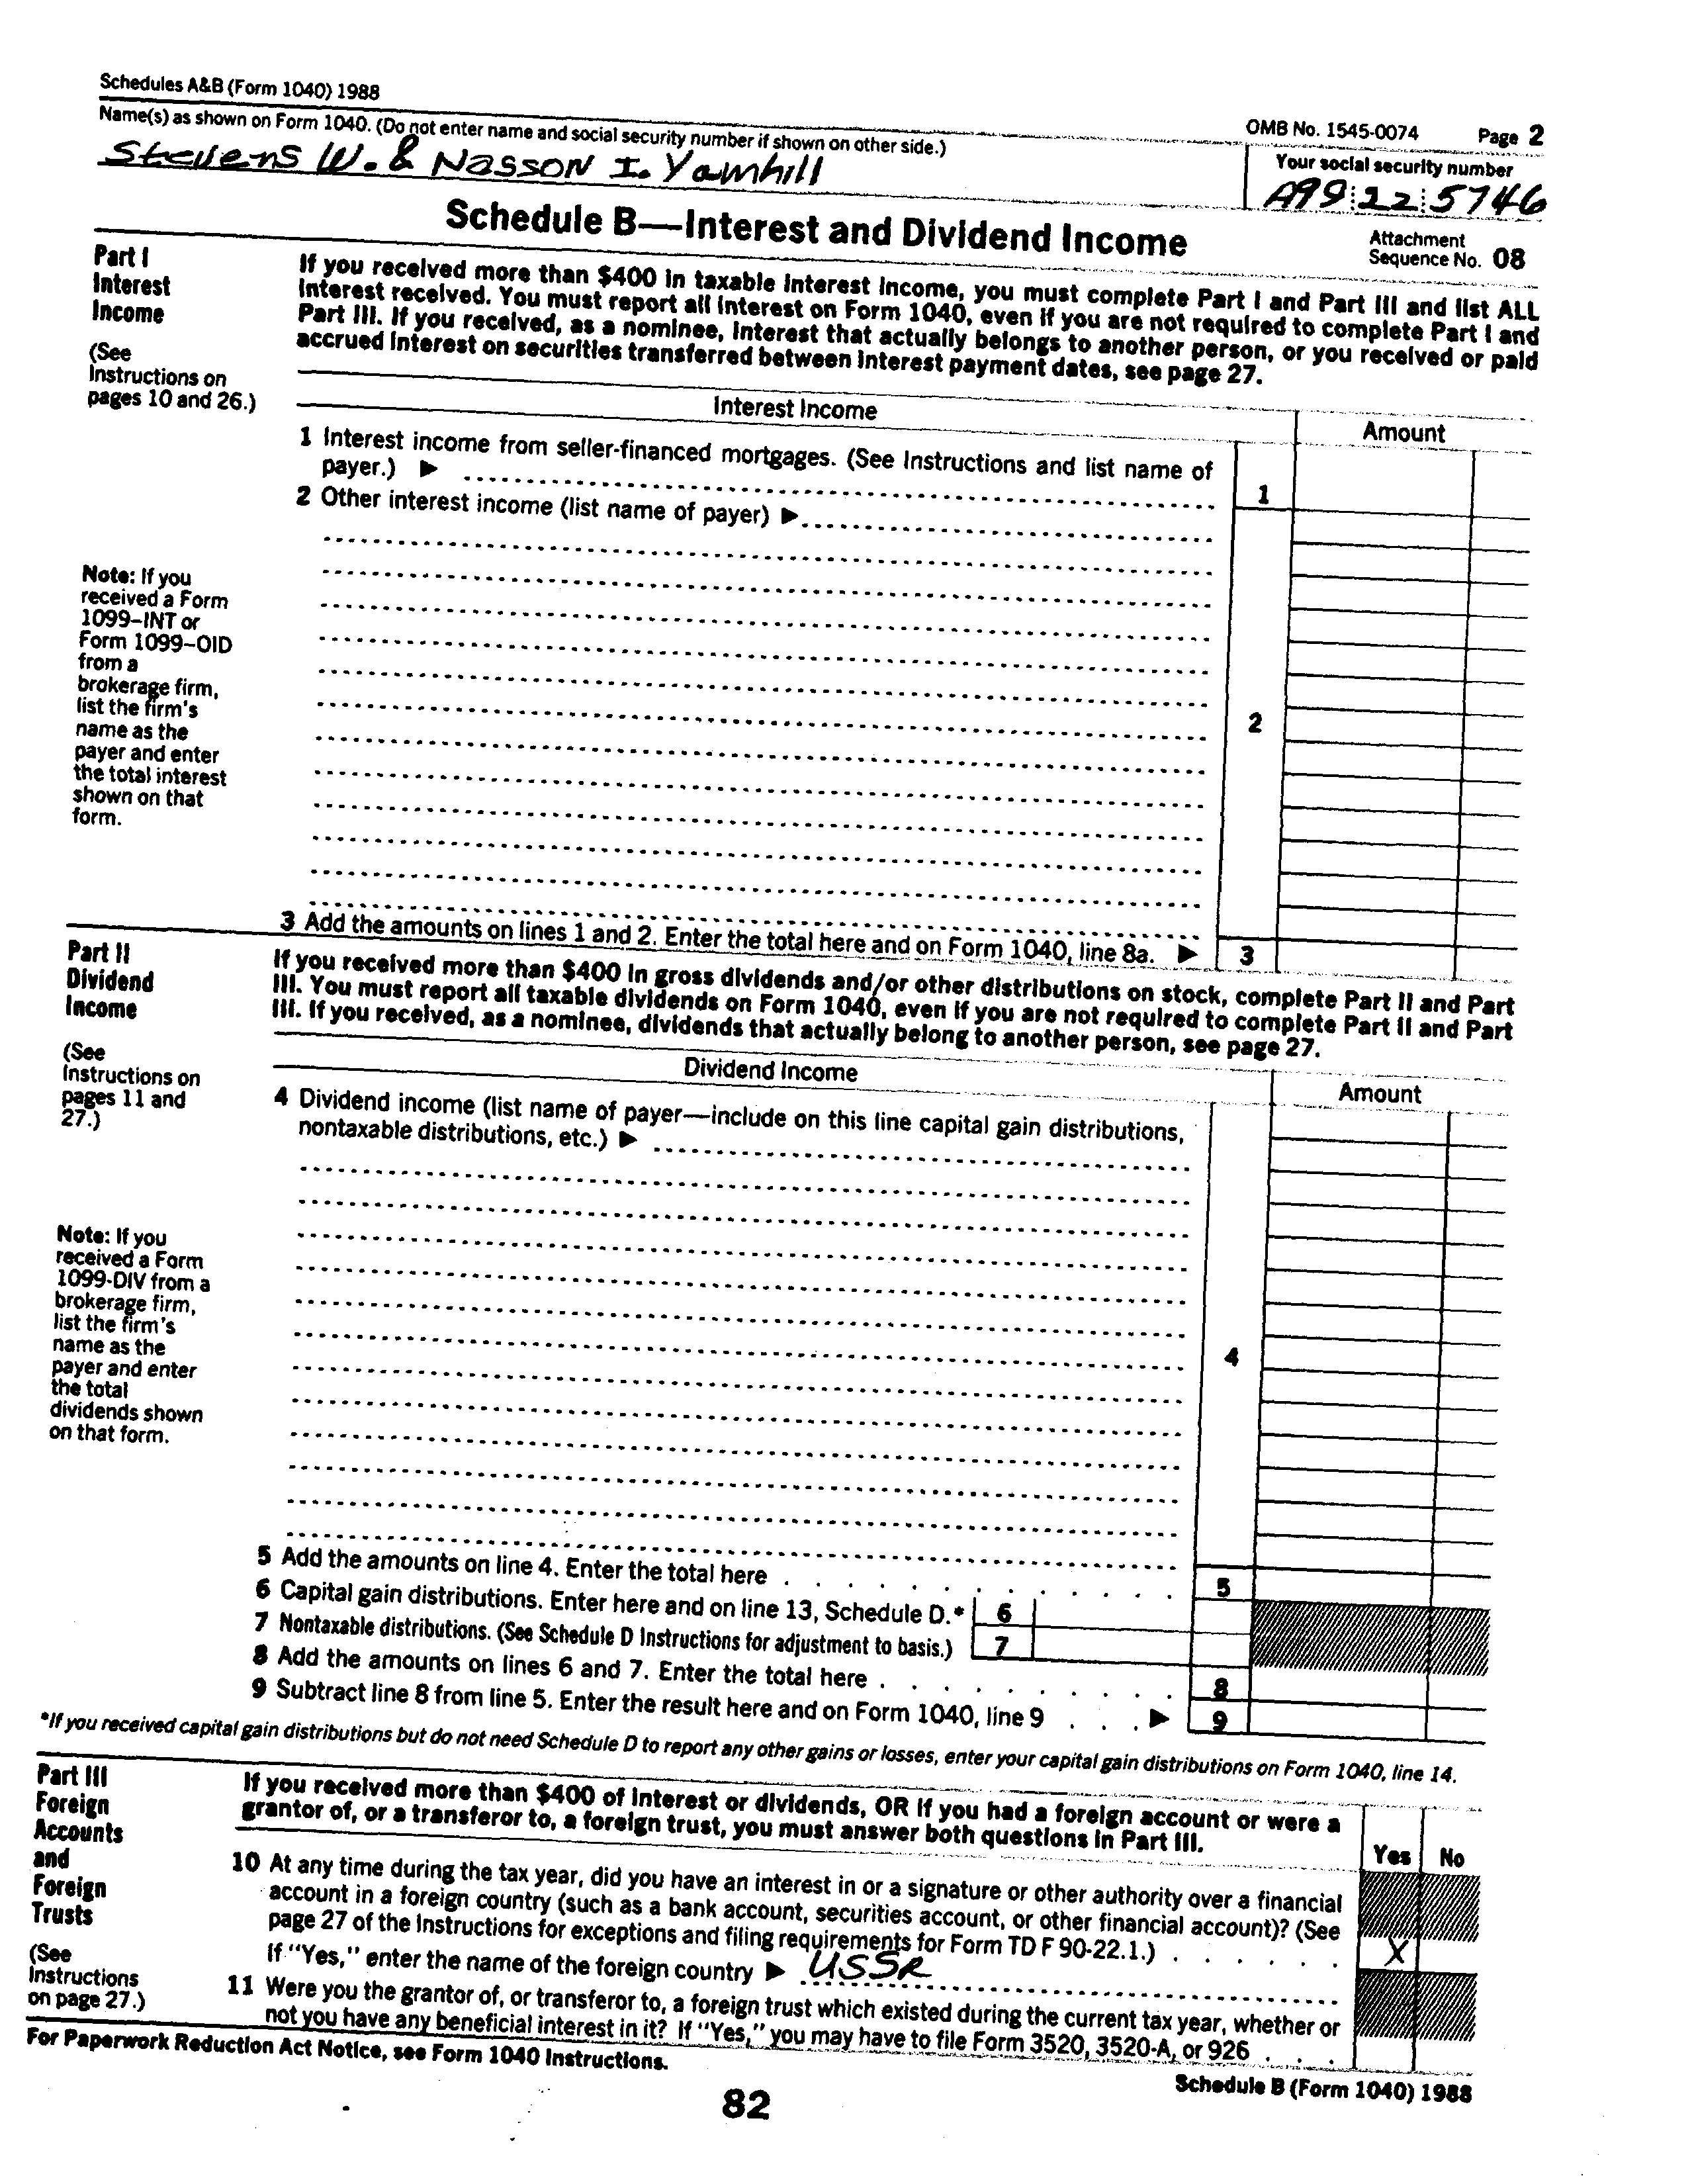 Schedules A&B (Form 1040) 1988
OMB No. 1545-0074 Page 2
Name(s) as shown on Form 1040. (Do not enter name and social security number if shown on other side.)
Your social security number
Stevens W. & Nasson I. Yamhill
A99 22 5746
Schedule B—Interest and Dividend Income
Attachment
Sequence No. 08
Part I
Interest
Income
(See
Instructions on
pages 10 and 26.)
If you received more than $400 in taxable interest income, you must complete Part I and Part III and list ALL
interest received. You must report all interest on Form 1040, even if you are not required to complete Part I and
Part III. If you received, as a nominee, interest that actually belongs to another person, or you received or paid
accrued interest on securities transferred between interest payment dates, see page 27.
Interest Income
Amount
1 Interest income from seller-financed mortgages. (See Instructions and list name of
payer.) ▶
1
2 Other interest income (list name of payer) ▶
Note: If you
received a Form
1099-INT or
Form 1099-OID
from a
brokerage firm,
list the firm's
name as the
payer and enter
the total interest
shown on that
form.
2
3 Add the amounts on lines 1 and 2. Enter the total here and on Form 1040, line 8a. ▶ 3
Part II
Dividend
Income
(See
Instructions on
pages 11 and
27.)
If you received more than $400 in gross dividends and/or other distributions on stock, complete Part II and Part
III. You must report all taxable dividends on Form 1040, even if you are not required to complete Part II and Part
III. If you received, as a nominee, dividends that actually belong to another person, see page 27.
Dividend Income
Amount
4 Dividend income (list name of payer—include on this line capital gain distributions,
nontaxable distributions, etc.) ▶
Note: If you
received a Form
1099-DIV from a
brokerage firm,
list the firm's
name as the
payer and enter
the total
dividends shown
on that form.
4
5 Add the amounts on line 4. Enter the total here . . . . . . . . . . . . 5
6 Capital gain distributions. Enter here and on line 13, Schedule D.* 6
7 Nontaxable distributions. (See Schedule D Instructions for adjustment to basis.) 7
8 Add the amounts on lines 6 and 7. Enter the total here . . . . . . . . . 8
9 Subtract line 8 from line 5. Enter the result here and on Form 1040, line 9 . . . ▶ 9
*If you received capital gain distributions but do not need Schedule D to report any other gains or losses, enter your capital gain distributions on Form 1040, line 14.
Part III
Foreign
Accounts
and
Foreign
Trusts
(See
Instructions
on page 27.)
If you received more than $400 of interest or dividends, OR if you had a foreign account or were a
grantor of, or a transferor to, a foreign trust, you must answer both questions in Part III.
Yes No
10 At any time during the tax year, did you have an interest in or a signature or other authority over a financial
account in a foreign country (such as a bank account, securities account, or other financial account)? (See
page 27 of the Instructions for exceptions and filing requirements for Form TD F 90-22.1.) . . . . . . X
If "Yes," enter the name of the foreign country ▶ USSR
11 Were you the grantor of, or transferor to, a foreign trust which existed during the current tax year, whether or
not you have any beneficial interest in it? If "Yes," you may have to file Form 3520, 3520-A, or 926 . . .
For Paperwork Reduction Act Notice, see Form 1040 Instructions.
Schedule B (Form 1040) 1988
82